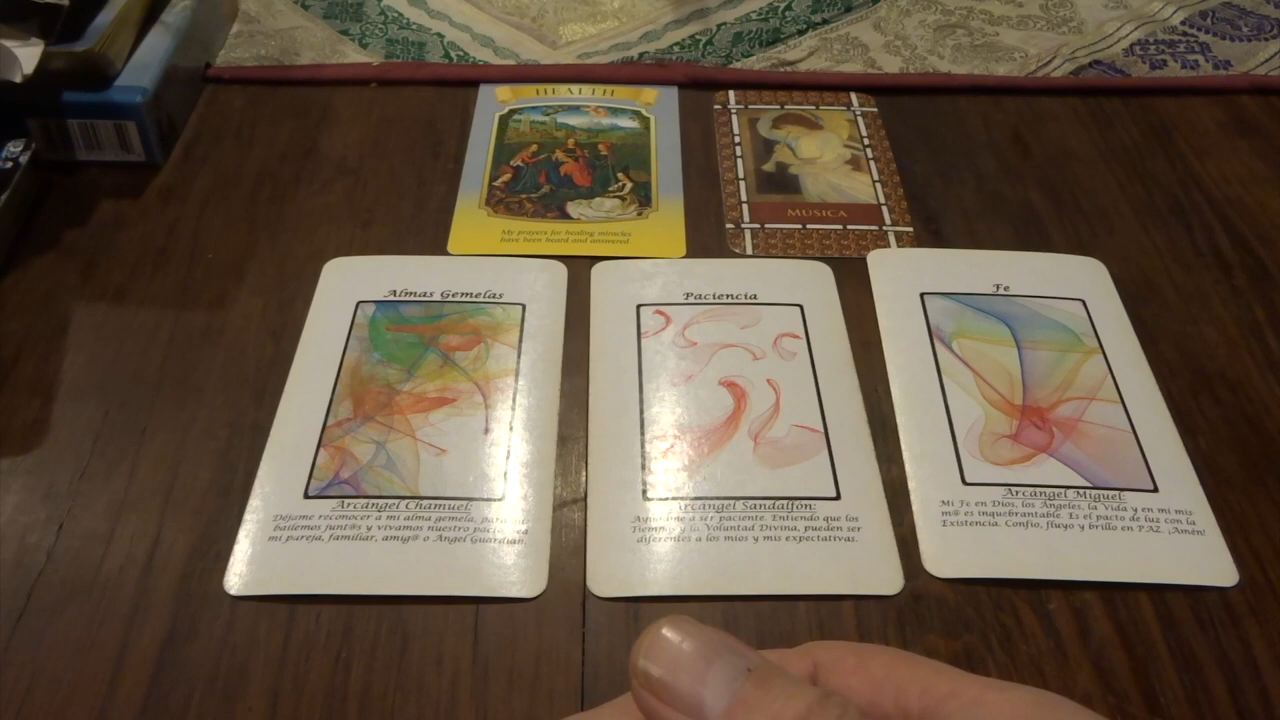 HEALTH
My prayers for healing miracles
have been heard and answered.
MUSICA
Almas Gemelas
Arcángel Chamuel:
Déjame reconocer a mi alma gemela, para
bailemos junt@s y vivamos nuestro pacto, sea
mi pareja, familiar, amig@ o Ángel Guardián.
Paciencia
Arcángel Sandalfón:
Ayúdame a ser paciente. Entiendo que los
Tiempos y la Voluntad Divina, pueden ser
diferentes a los míos y mis expectativas.
Fe
Arcángel Miguel:
Mi Fe en Dios, los Ángeles, la Vida y en mi mis-
m@ es inquebrantable. Es el pacto de luz con la
Existencia. Confío, fluyo y brillo en PAZ. ¡Amén!